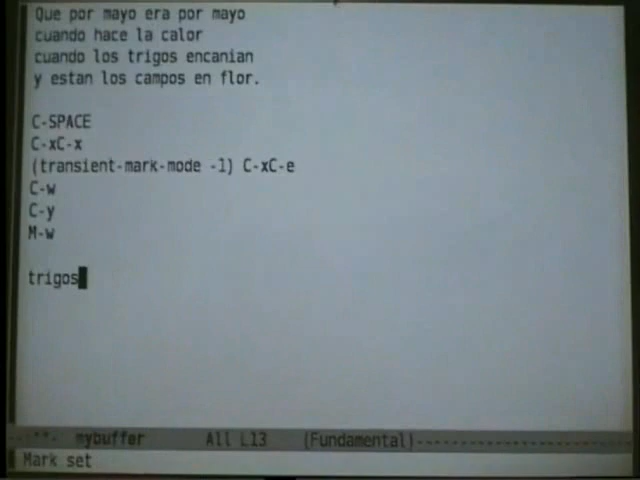 Que por mayo era por mayo
cuando hace la calor
cuando los trigos encanian
y estan los campos en flor.
C-SPACE
C-xC-x
(transient-mark-mode -1) C-xC-e
C-w
C-y
M-w
trigos
--:**- mybuffer All L13 (Fundamental)
Mark set